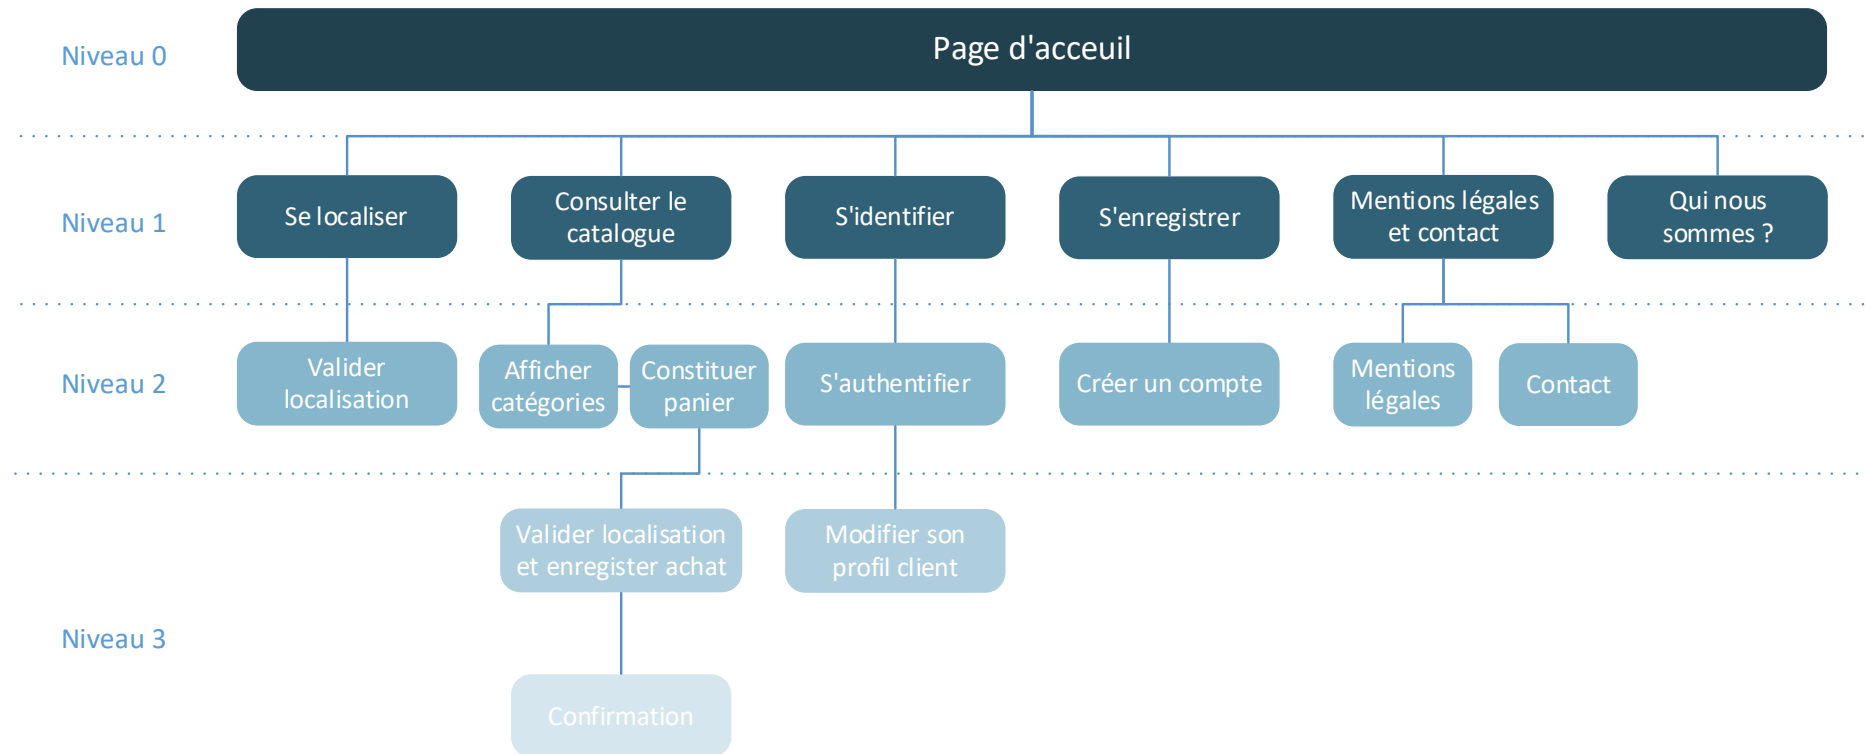 Niveau 0
Page d'acceuil
Niveau 1
Se localiser
Consulter le
catalogue
S'identifier
S'enregistrer
Mentions légales
et contact
Qui nous
sommes ?
Niveau 2
Valider
localisation
Afficher
catégories
Constituer
panier
S'authentifier
Créer un compte
Mentions
légales
Contact
Niveau 3
Valider localisation
et enregister achat
Modifier son
profil client
Confirmation